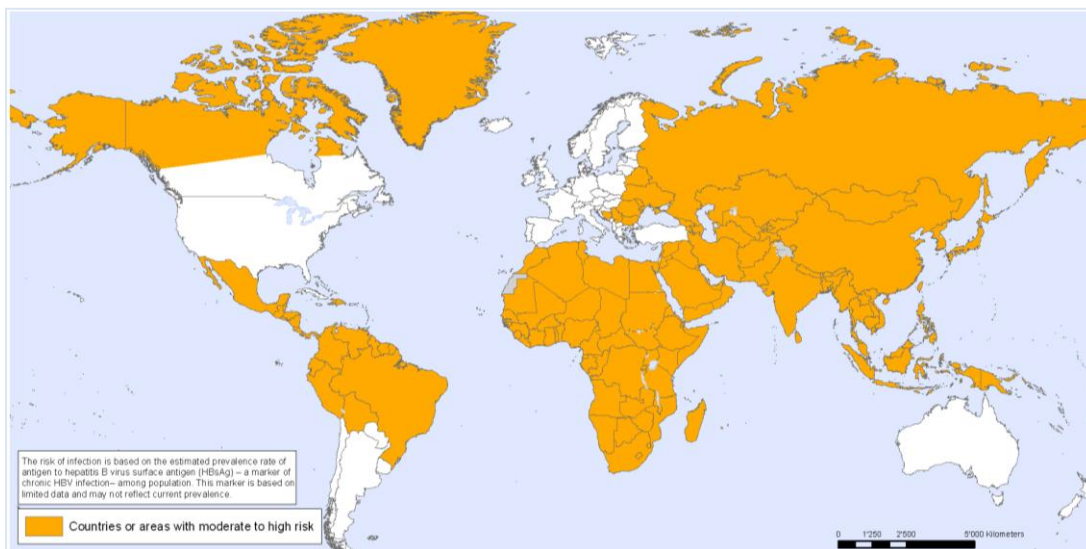 The risk of infection is based on the estimated prevalence rate of
antigen to hepatitis B virus surface antigen (HBsAg) – a marker of
chronic HBV infection– among population. This marker is based on
limited data and may not reflect current prevalence.
Countries or areas with moderate to high risk
0 1'250 2'500 5'000 Kilometers